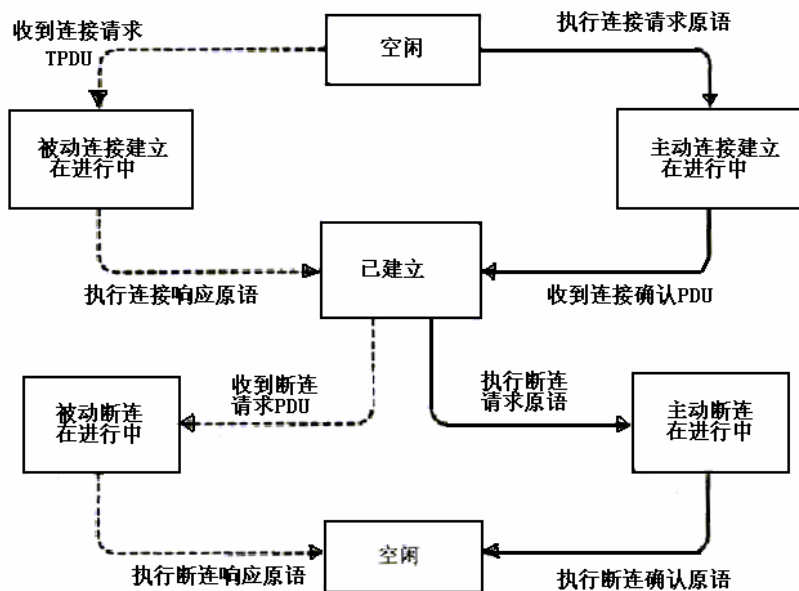 收到连接请求
TPDU
空闲
执行连接请求原语
被动连接建立
在进行中
主动连接建立
在进行中
已建立
执行连接响应原语
收到连接确认PDU
收到断连
请求PDU
执行断连
请求原语
被动断连
在进行中
主动断连
在进行中
空闲
执行断连响应原语
执行断连确认原语